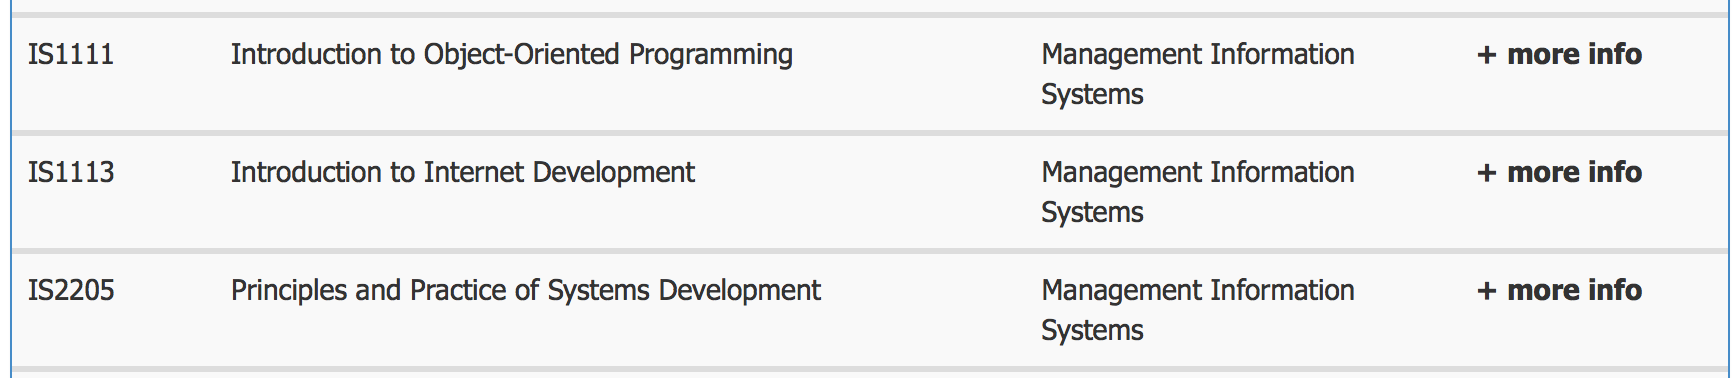 IS1111 Introduction to Object-Oriented Programming Management Information + more info
Systems
IS1113 Introduction to Internet Development Management Information + more info
Systems
IS2205 Principles and Practice of Systems Development Management Information + more info
Systems